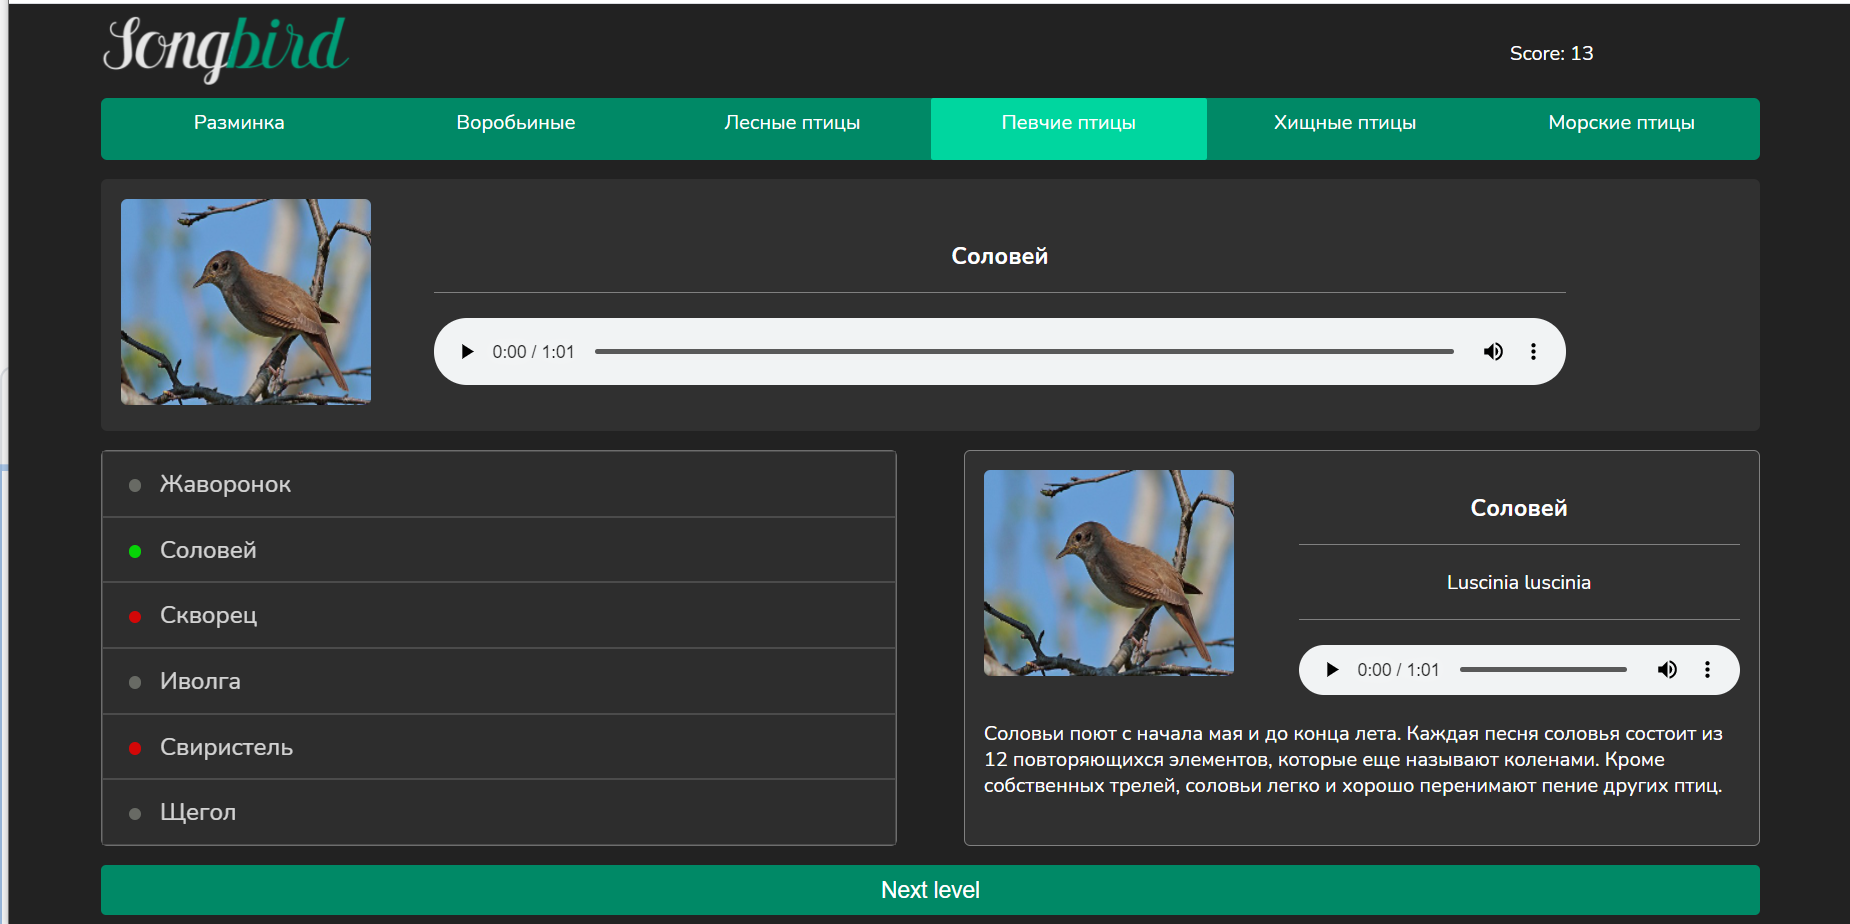 Songbird
Score: 13
Разминка
Воробьиные
Лесные птицы
Певчие птицы
Хищные птицы
Морские птицы
Соловей
0:00 / 1:01
Жаворонок
Соловей
Скворец
Иволга
Свиристель
Щегол
Соловей
Luscinia luscinia
0:00 / 1:01
Соловьи поют с начала мая и до конца лета. Каждая песня соловья состоит из
12 повторяющихся элементов, которые еще называют коленами. Кроме
собственных трелей, соловьи легко и хорошо перенимают пение других птиц.
Next level